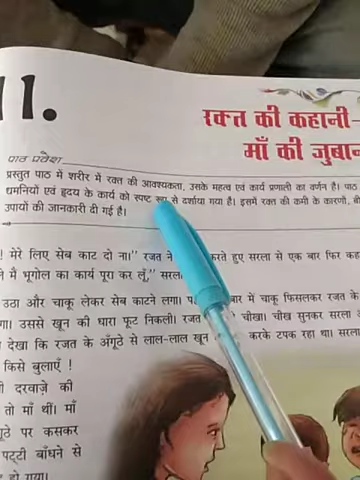 11.
रक्त की कहानी-
माँ की जुबान
पाठ प्रवेश
प्रस्तुत पाठ में शरीर में रक्त की आवश्यकता, उसके महत्व एवं कार्य प्रणाली का वर्णन है। पाठ
धमनियों एवं हृदय के कार्य को स्पष्ट रूप से दर्शाया गया है। इसमें रक्त की कमी के कारणों, बी
उपायों की जानकारी दी गई है।
! मेरे लिए सेब काट दो ना।” रजत ने करते हुए सरला से एक बार फिर कह
ने मैं भूगोल का कार्य पूरा कर लूँ,” सरल
उठा और चाकू लेकर सेब काटने लगा। बार में चाकू फिसलकर रजत के
गा। उससे खून की धारा फूट निकली। रजत चीखा। चीख सुनकर सरला
देखा कि रजत के अँगूठे से लाल-लाल खून करके टपक रहा था। सरला
किसे बुलाएँ !
दरवाज़े की
तो माँ थीं। माँ
गूठे पर कसकर
पट्टी बाँधने से
हो गया।